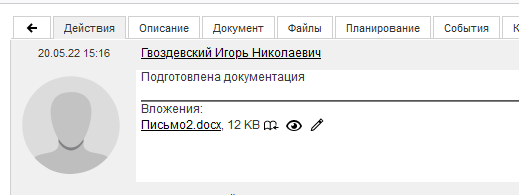 Действия Описание Документ Файлы Планирование События К
20.05.22 15:16 Гвоздевский Игорь Николаевич
Подготовлена документация
Вложения:
Письмо2.docx, 12 KB